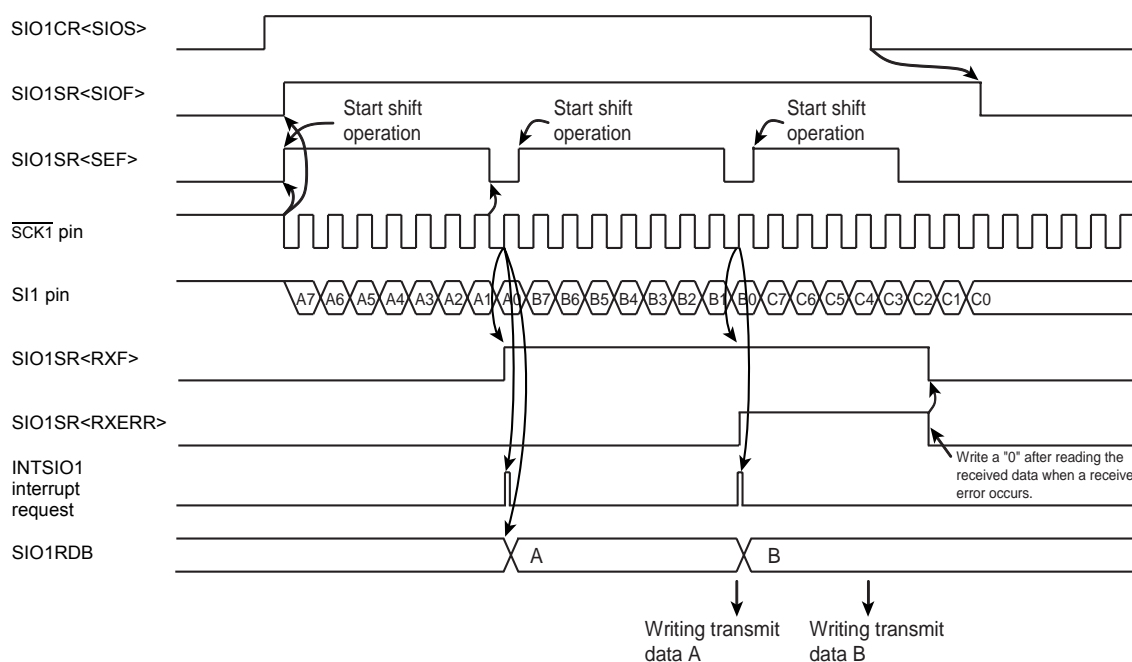 SIO1CR<SIOS>
SIO1SR<SIOF>
Start shift
operation
Start shift
operation
Start shift
operation
SIO1SR<SEF>
SCK1 pin
SI1 pin
A7 A6 A5 A4 A3 A2 A1 A0 B7 B6 B5 B4 B3 B2 B1 B0 C7 C6 C5 C4 C3 C2 C1 C0
SIO1SR<RXF>
SIO1SR<RXERR>
Write a "0" after reading the
received data when a receive
error occurs.
INTSIO1
interrupt
request
SIO1RDB
A
B
Writing transmit
data A
Writing transmit
data B